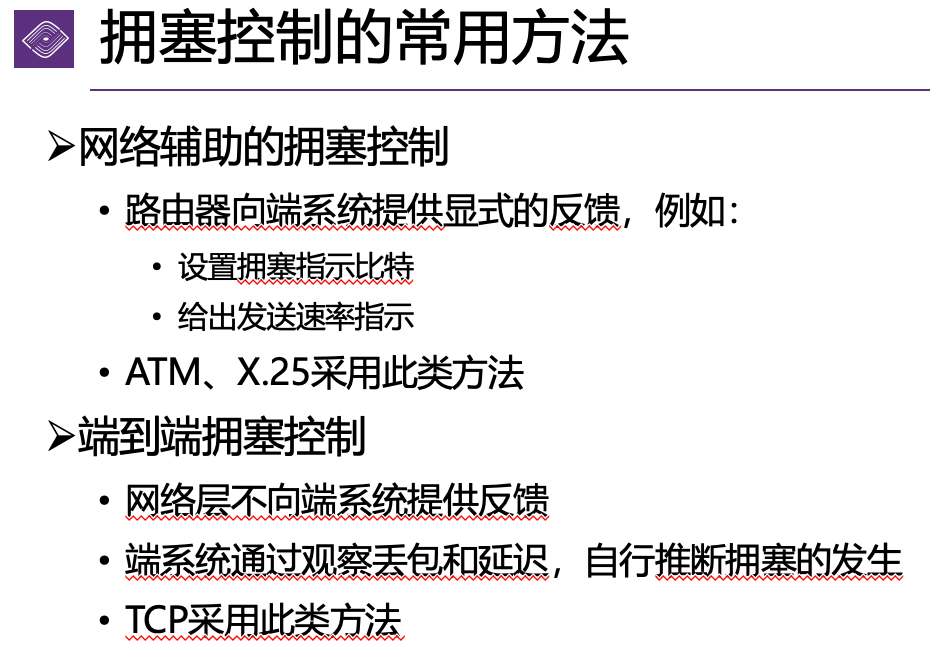 拥塞控制的常用方法
➢网络辅助的拥塞控制
• 路由器向端系统提供显式的反馈，例如：
• 设置拥塞指示比特
• 给出发送速率指示
• ATM、X.25采用此类方法
➢端到端拥塞控制
• 网络层不向端系统提供反馈
• 端系统通过观察丢包和延迟，自行推断拥塞的发生
• TCP采用此类方法